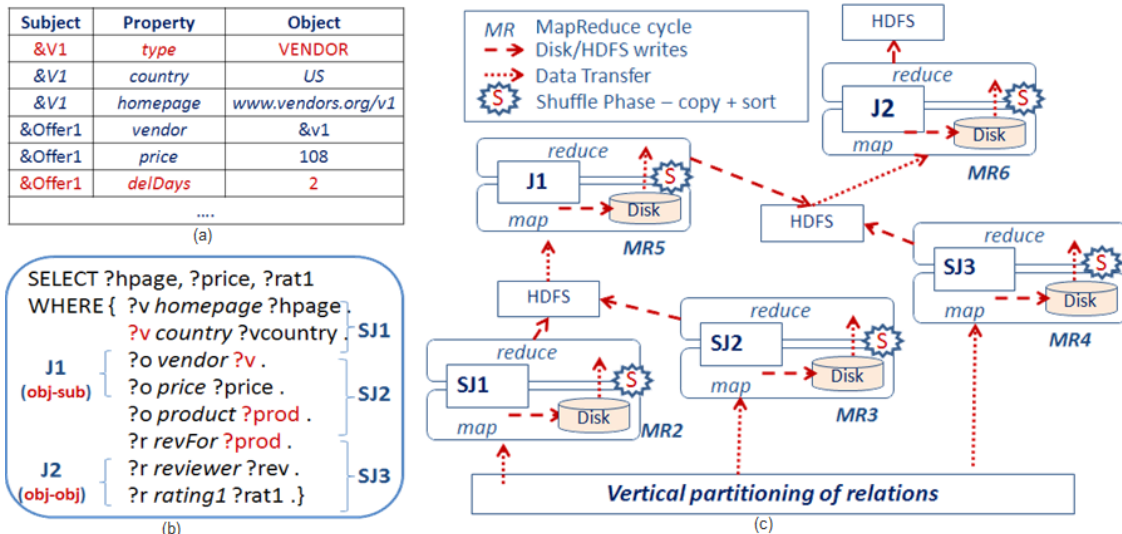 Subject Property Object
&V1 type VENDOR
&V1 country US
&V1 homepage www.vendors.org/v1
&Offer1 vendor &v1
&Offer1 price 108
&Offer1 delDays 2
....
(a)
SELECT ?hpage, ?price, ?rat1
WHERE { ?v homepage ?hpage .
?v country ?vcountry .
?o vendor ?v .
?o price ?price .
?o product ?prod .
?r revFor ?prod .
?r reviewer ?rev .
?r rating1 ?rat1 .}
SJ1
SJ2
SJ3
J1
(obj-sub)
J2
(obj-obj)
(b)
MR MapReduce cycle
Disk/HDFS writes
Data Transfer
S Shuffle Phase – copy + sort
HDFS
reduce
J2
S
map
Disk
MR6
reduce
J1
S
map
Disk
MR5
HDFS
reduce
SJ3
S
map
Disk
MR4
HDFS
reduce
SJ2
S
map
Disk
MR3
reduce
SJ1
S
map
Disk
MR2
Vertical partitioning of relations
(c)